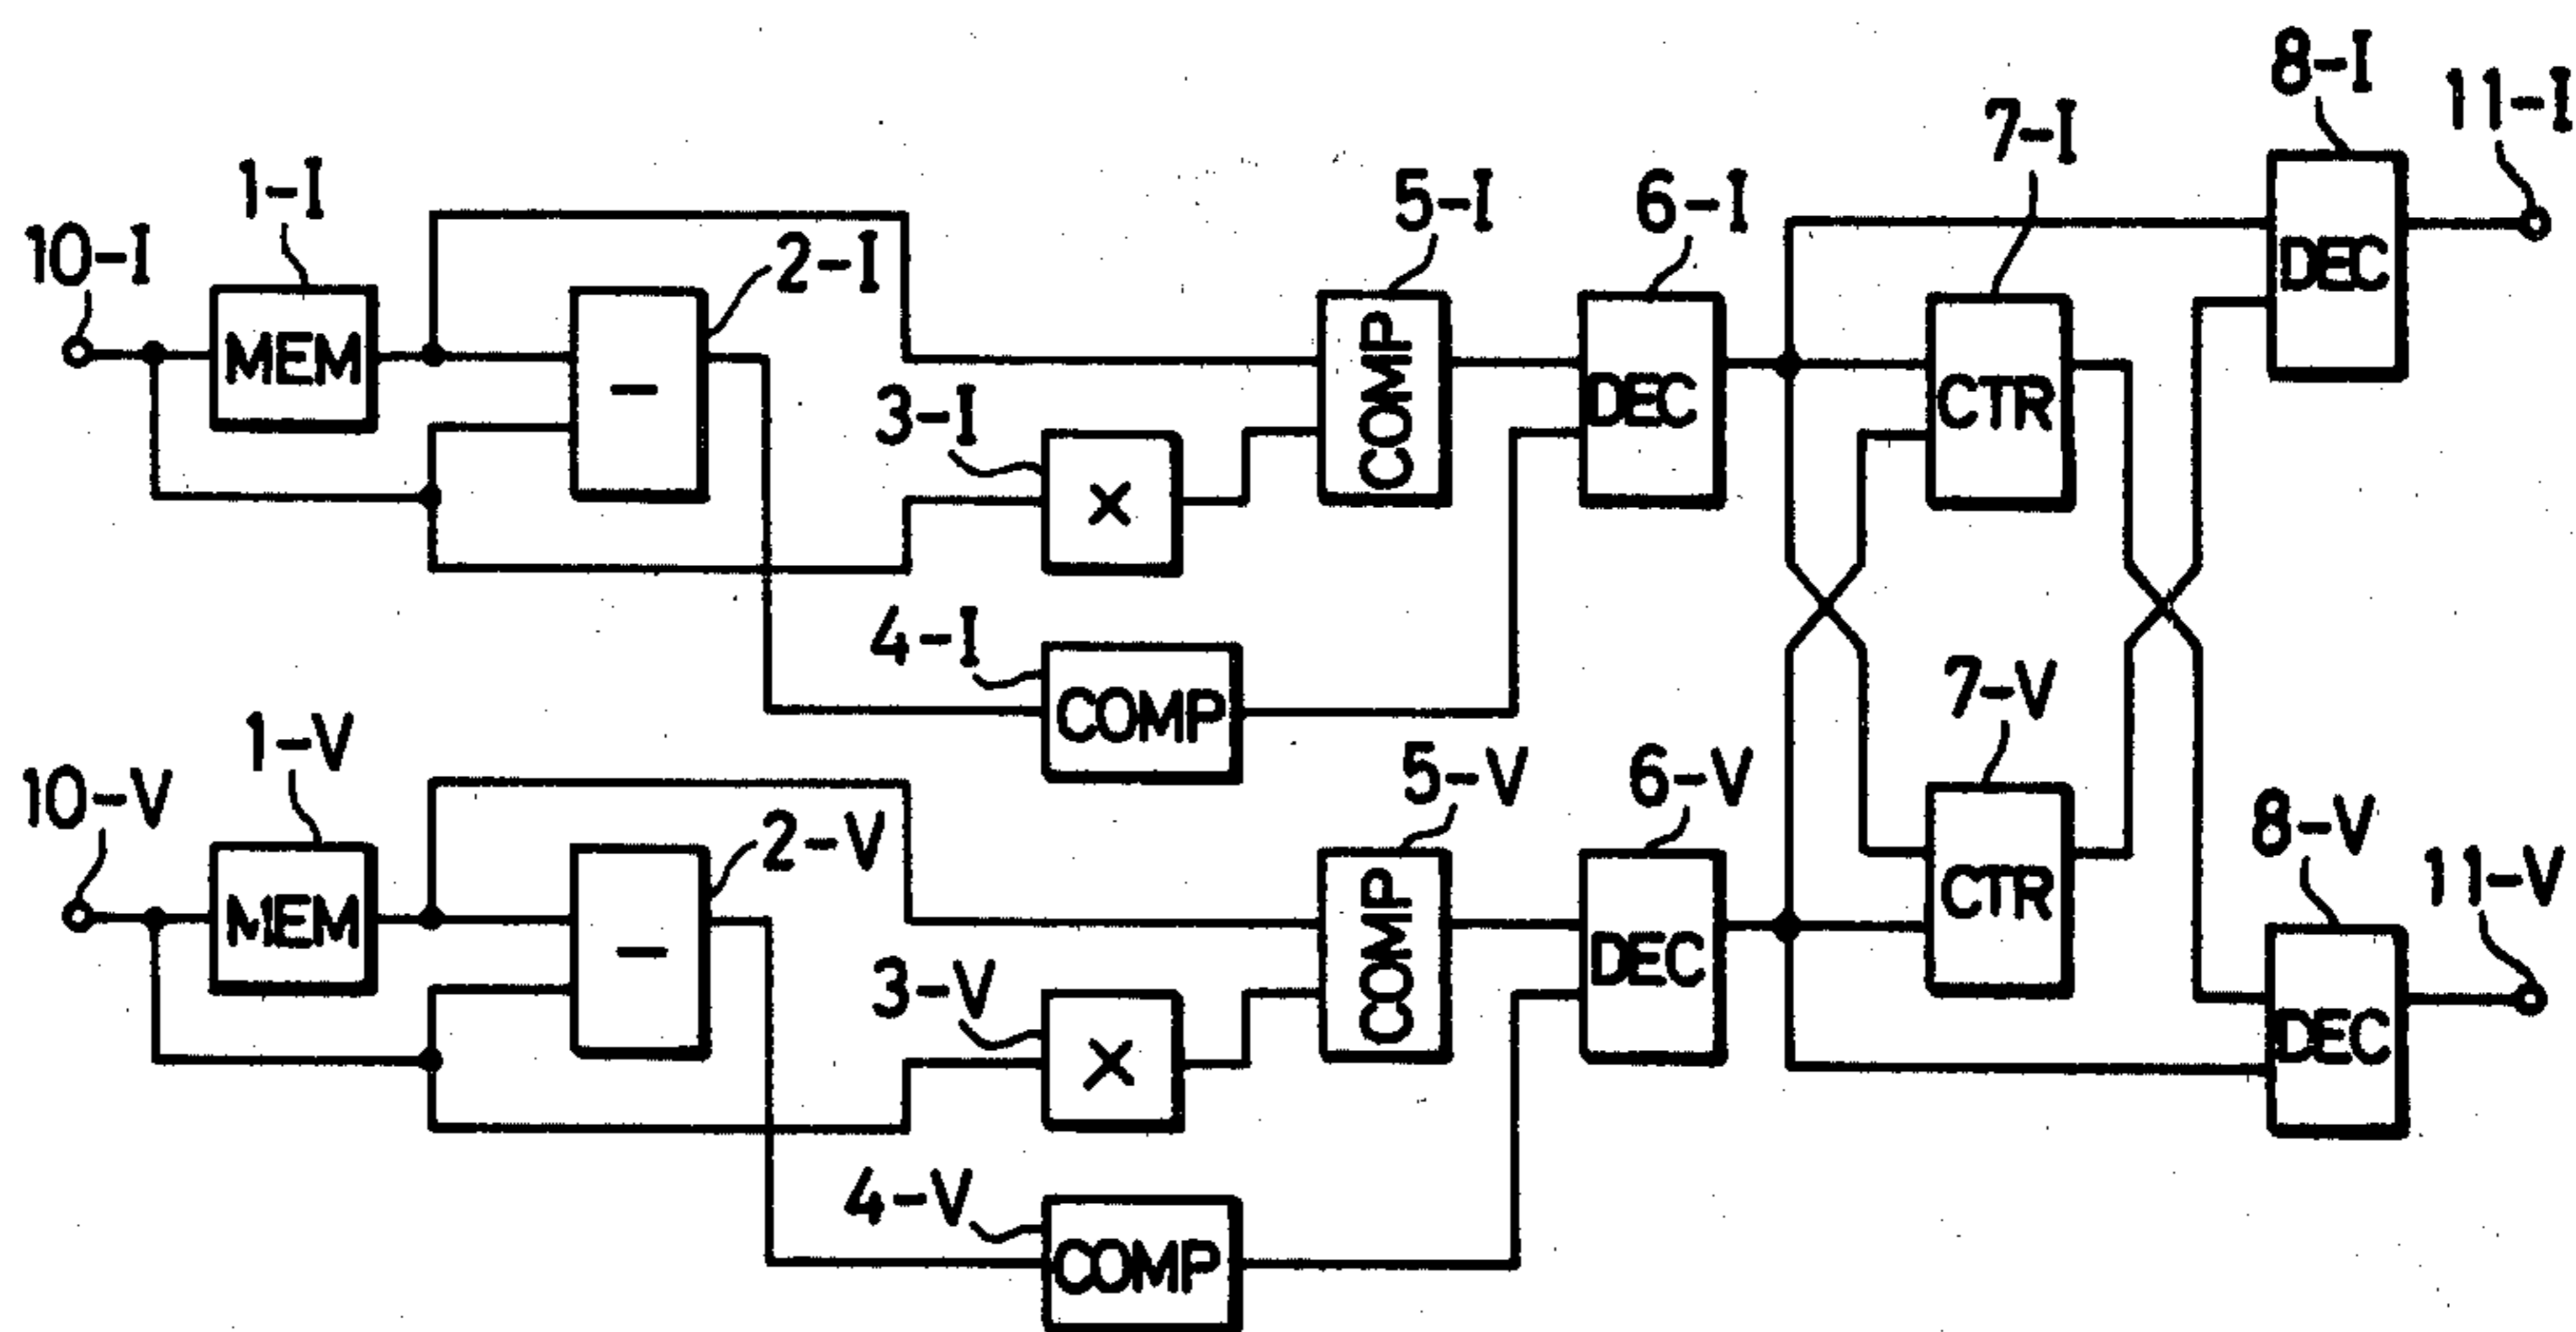 8-I
11-I
7-I
1-I
5-I
6-I
10-I
2-I
MEM
-
3-I
COMP
DEC
CTR
DEC
×
4-I
COMP
7-V
1-V
5-V
6-V
10-V
2-V
8-V
11-V
MEM
-
3-V
COMP
DEC
CTR
DEC
×
4-V
COMP